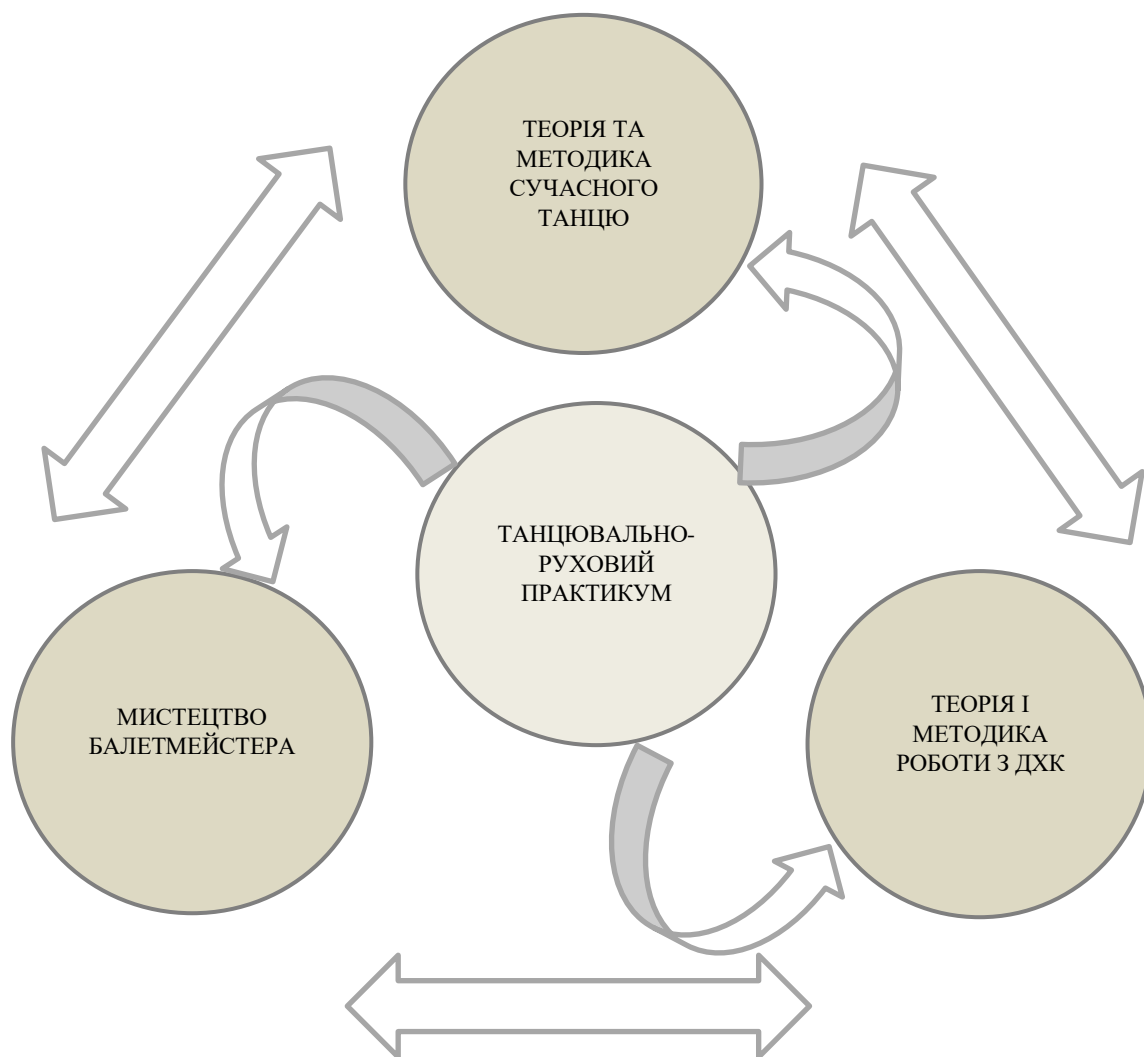 ТЕОРІЯ ТА
МЕТОДИКА
СУЧАСНОГО
ТАНЦЮ
ТАНЦЮВАЛЬНО-
РУХОВИЙ
ПРАКТИКУМ
МИСТЕЦТВО
БАЛЕТМЕЙСТЕРА
ТЕОРІЯ І
МЕТОДИКА
РОБОТИ З ДХК